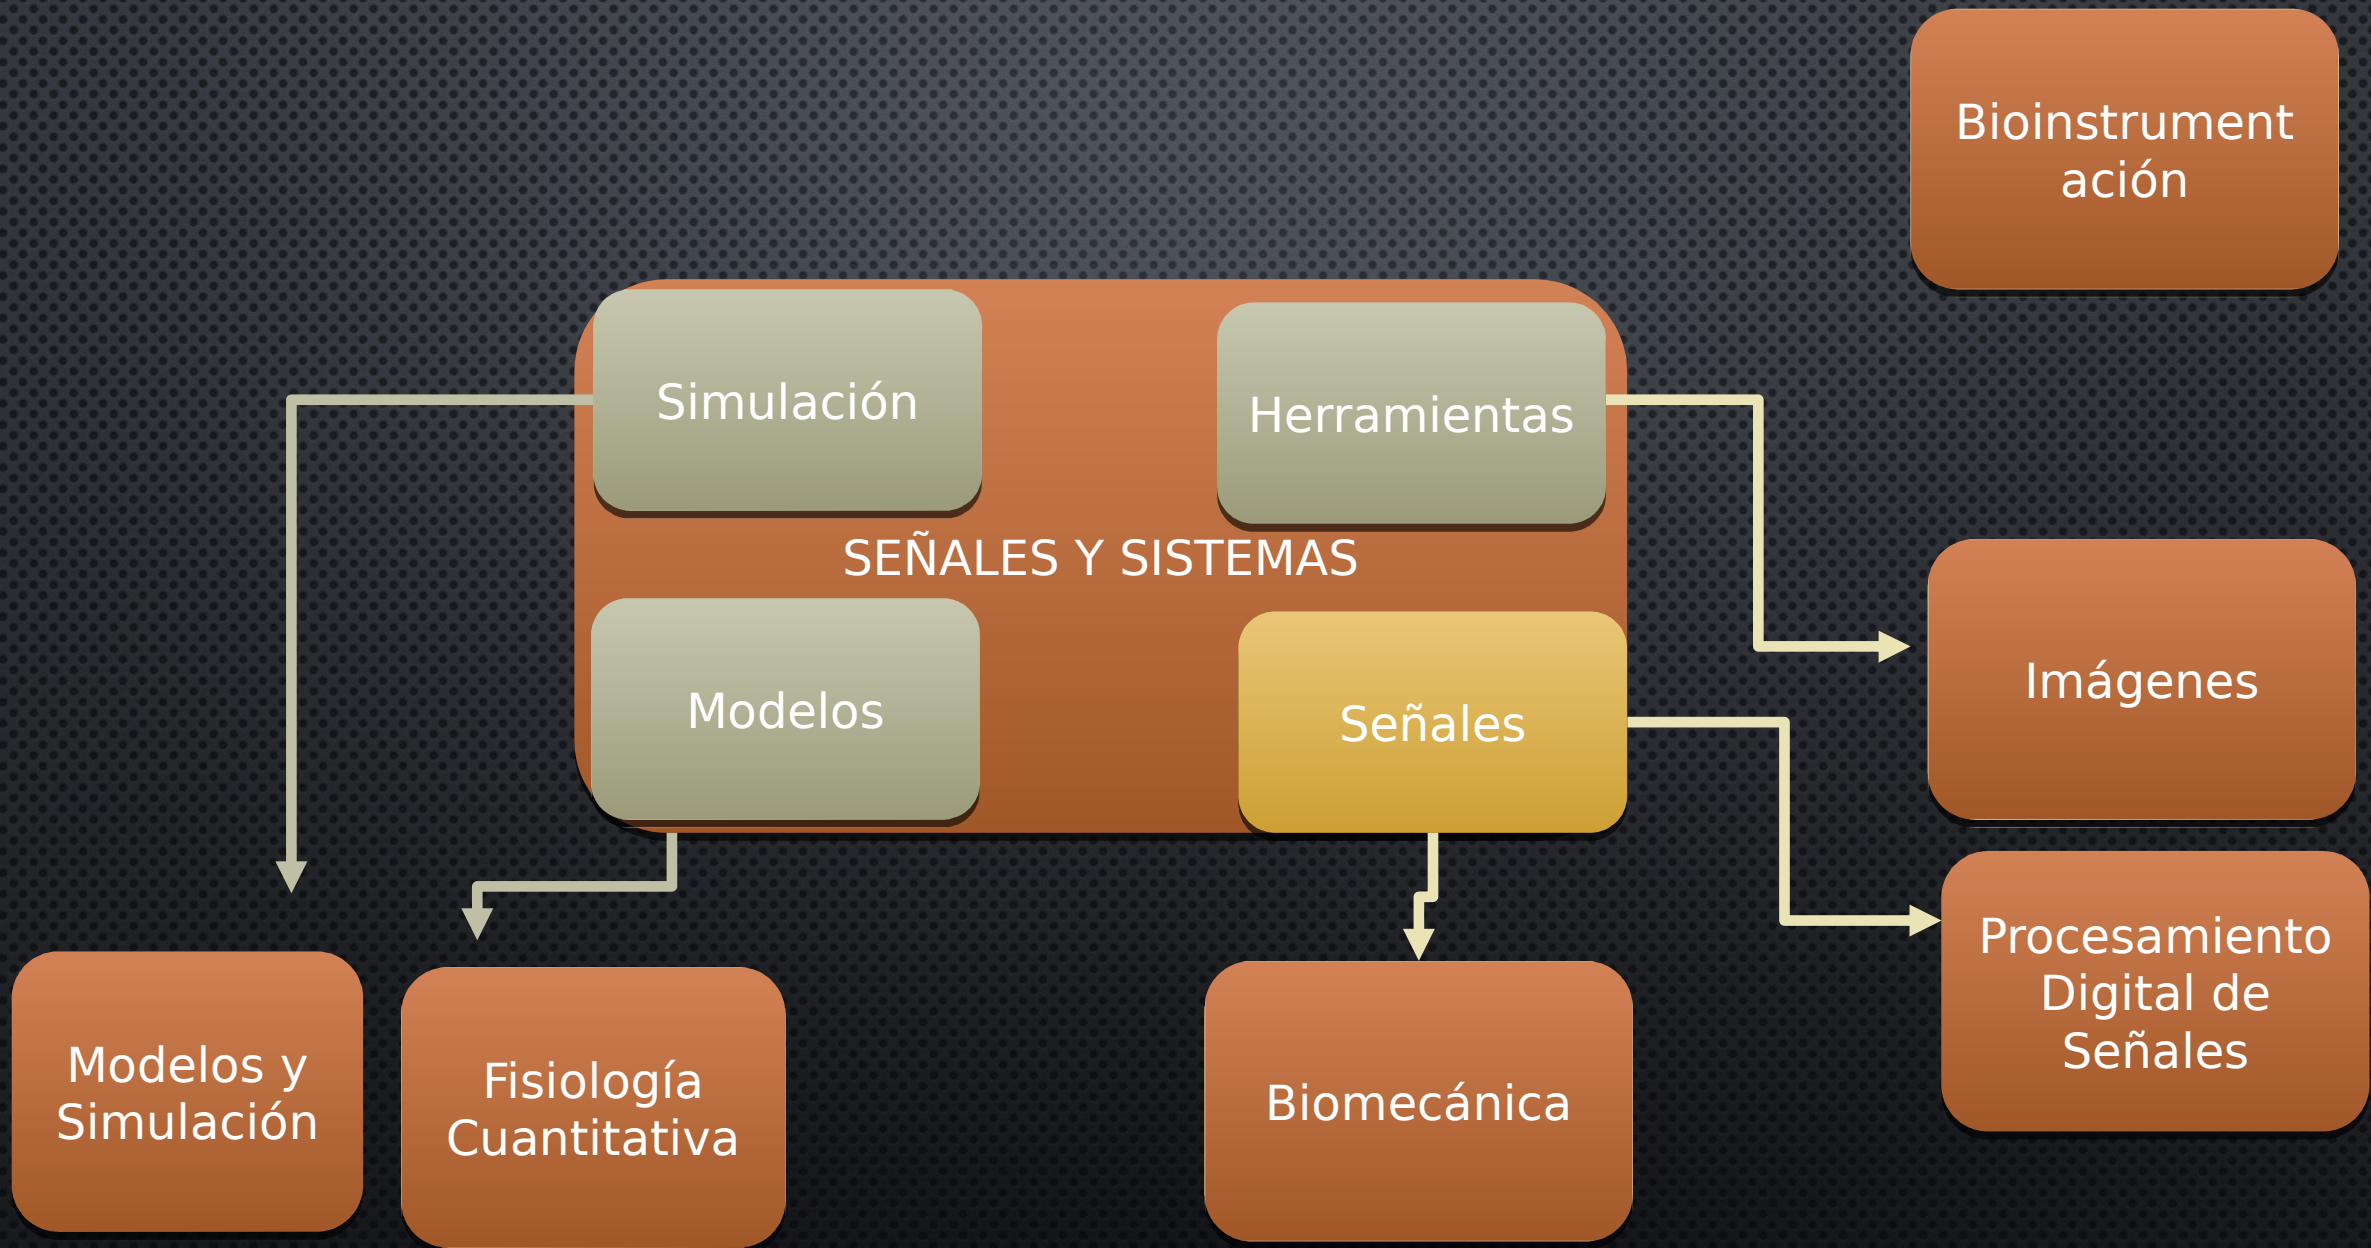 Bioinstrument
ación
Simulación
Herramientas
SEÑALES Y SISTEMAS
Modelos
Señales
Imágenes
Procesamiento
Digital de
Señales
Modelos y
Simulación
Fisiología
Cuantitativa
Biomecánica